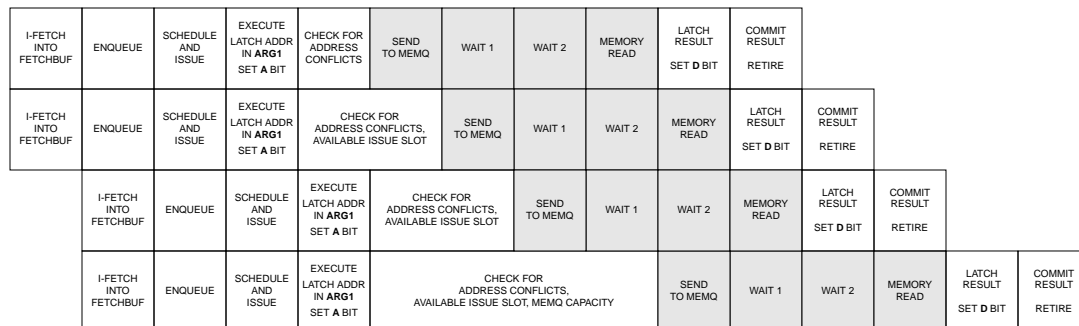 I-FETCH
INTO
FETCHBUF
ENQUEUE
SCHEDULE
AND
ISSUE
EXECUTE
LATCH ADDR
IN ARG1
SET A BIT
CHECK FOR
ADDRESS
CONFLICTS
SEND
TO MEMQ
WAIT 1
WAIT 2
MEMORY
READ
LATCH
RESULT
SET D BIT
COMMIT
RESULT
RETIRE
I-FETCH
INTO
FETCHBUF
ENQUEUE
SCHEDULE
AND
ISSUE
EXECUTE
LATCH ADDR
IN ARG1
SET A BIT
CHECK FOR
ADDRESS CONFLICTS,
AVAILABLE ISSUE SLOT
SEND
TO MEMQ
WAIT 1
WAIT 2
MEMORY
READ
LATCH
RESULT
SET D BIT
COMMIT
RESULT
RETIRE
I-FETCH
INTO
FETCHBUF
ENQUEUE
SCHEDULE
AND
ISSUE
EXECUTE
LATCH ADDR
IN ARG1
SET A BIT
CHECK FOR
ADDRESS CONFLICTS,
AVAILABLE ISSUE SLOT
SEND
TO MEMQ
WAIT 1
WAIT 2
MEMORY
READ
LATCH
RESULT
SET D BIT
COMMIT
RESULT
RETIRE
I-FETCH
INTO
FETCHBUF
ENQUEUE
SCHEDULE
AND
ISSUE
EXECUTE
LATCH ADDR
IN ARG1
SET A BIT
CHECK FOR
ADDRESS CONFLICTS,
AVAILABLE ISSUE SLOT, MEMQ CAPACITY
SEND
TO MEMQ
WAIT 1
WAIT 2
MEMORY
READ
LATCH
RESULT
SET D BIT
COMMIT
RESULT
RETIRE